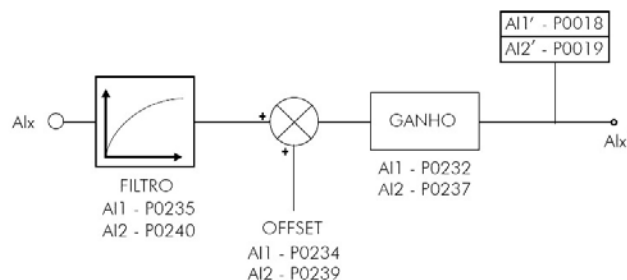 AI1' - P0018
AI2' - P0019
AIx
GANHO
AIx
FILTRO
AI1 - P0235
AI2 - P0240
AI1 - P0232
AI2 - P0237
OFFSET
AI1 - P0234
AI2 - P0239